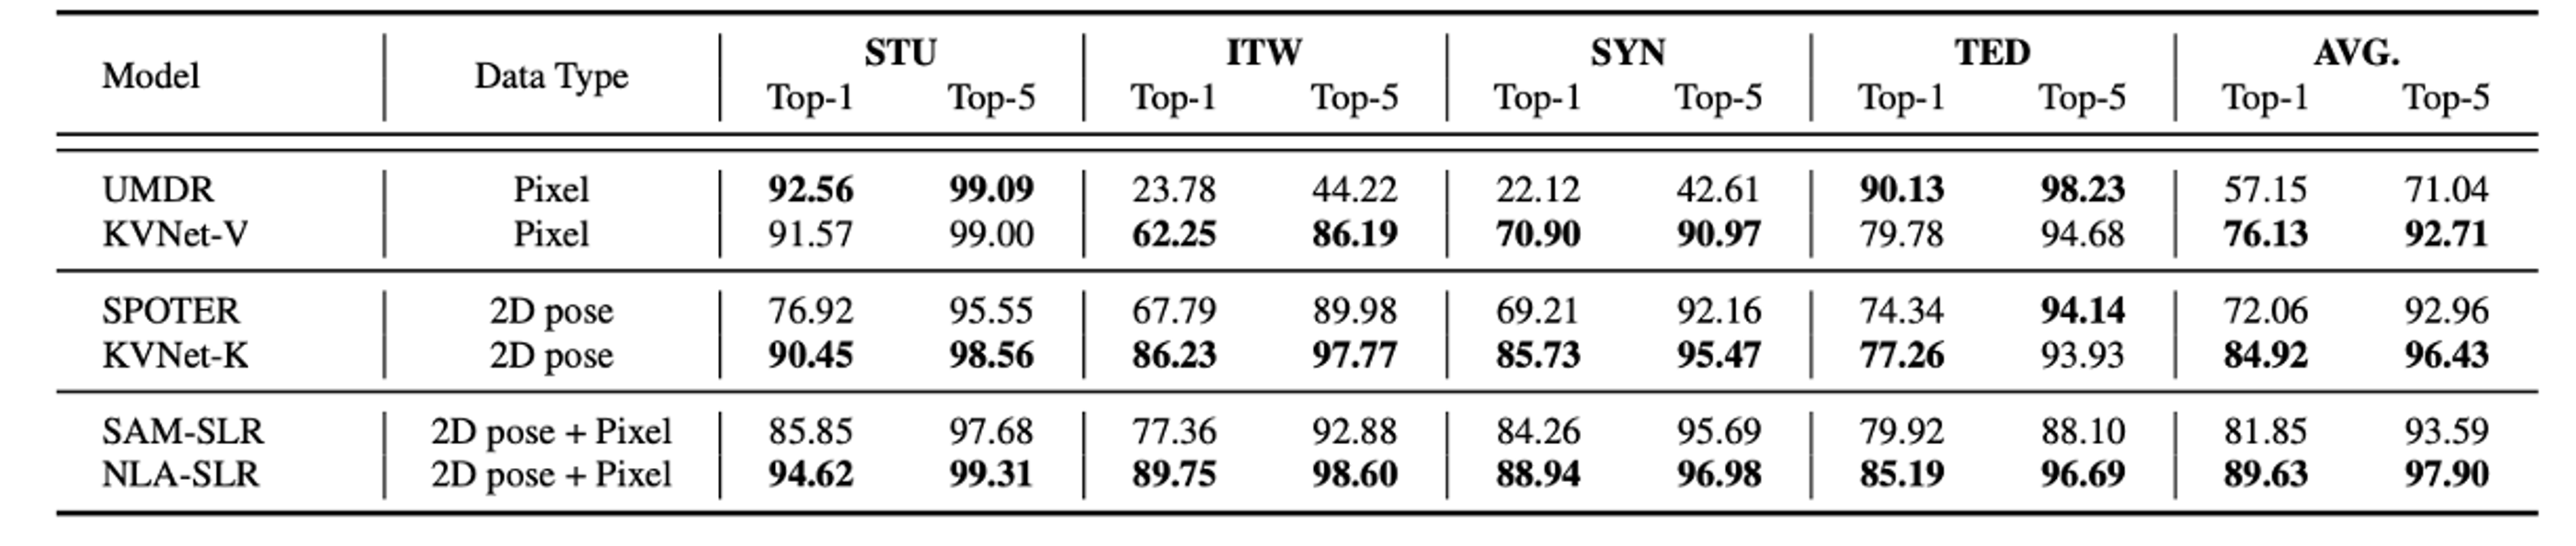 Model Data Type STU ITW SYN TED AVG.
Top-1 Top-5 Top-1 Top-5 Top-1 Top-5 Top-1 Top-5 Top-1 Top-5
UMDR Pixel 92.56 99.09 23.78 44.22 22.12 42.61 90.13 98.23 57.15 71.04
KVNet-V Pixel 91.57 99.00 62.25 86.19 70.90 90.97 79.78 94.68 76.13 92.71
SPOTER 2D pose 76.92 95.55 67.79 89.98 69.21 92.16 74.34 94.14 72.06 92.96
KVNet-K 2D pose 90.45 98.56 86.23 97.77 85.73 95.47 77.26 93.93 84.92 96.43
SAM-SLR 2D pose + Pixel 85.85 97.68 77.36 92.88 84.26 95.69 79.92 88.10 81.85 93.59
NLA-SLR 2D pose + Pixel 94.62 99.31 89.75 98.60 88.94 96.98 85.19 96.69 89.63 97.90